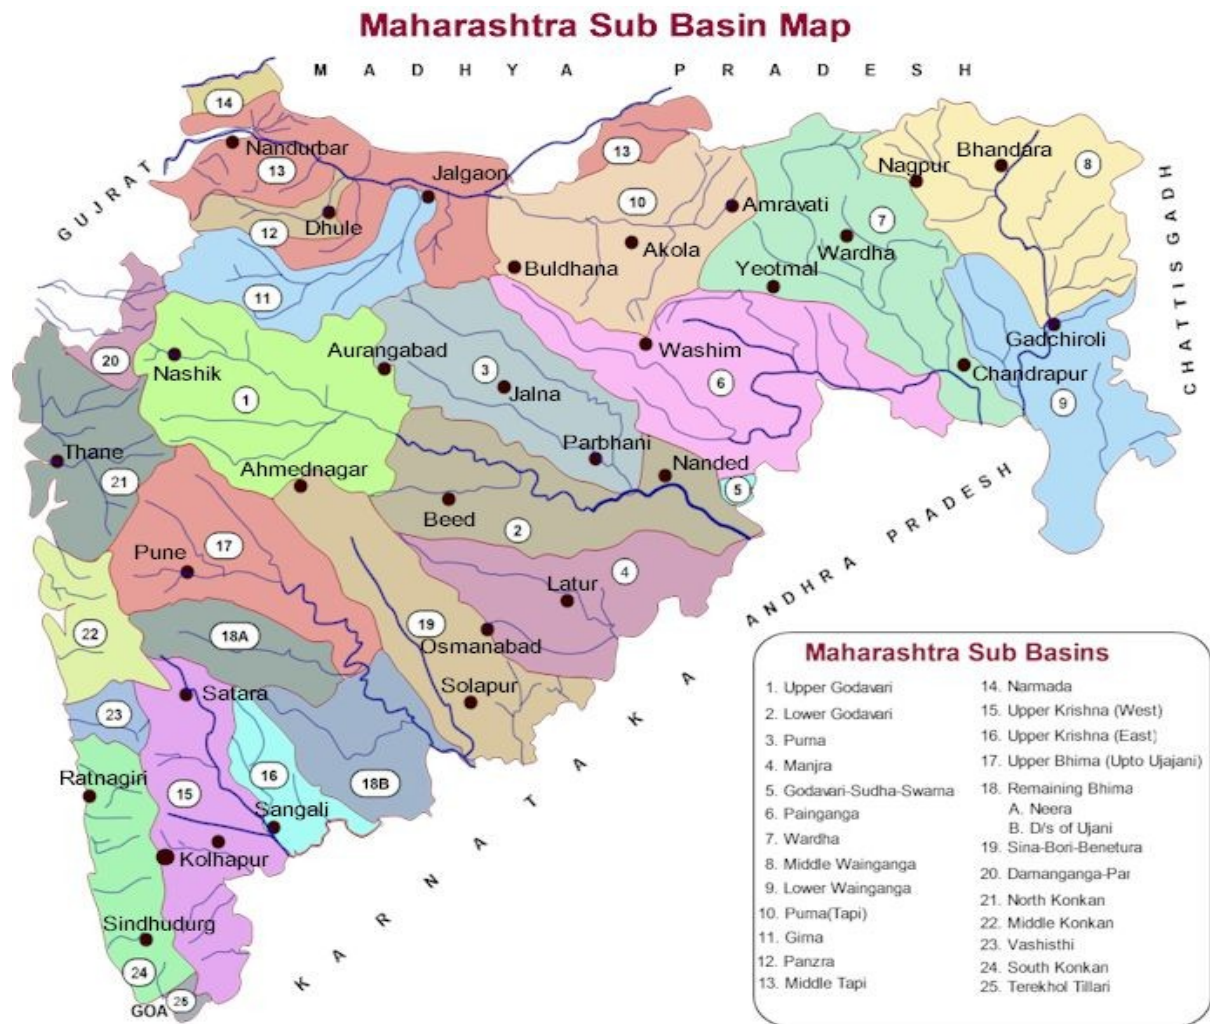 Maharashtra Sub Basin Map
MADHYA PRADESH
GUJRAT
CHATTISGADH
ANDHRA PRADESH
KARNATAKA
GOA
14
Nandurbar
13
Jalgaon
12
Dhule
11
13
10
Amravati
Akola
Buldhana
Nagpur
Bhandara
8
7
Wardha
Yeotmal
Gadchiroli
Chandrapur
9
20
Nashik
1
Aurangabad
3
Jalna
Washim
6
Parbhani
Nanded
5
Thane
21
Ahmednagar
Beed
2
Pune
17
Latur
4
22
18A
19
Osmanabad
Satara
Solapur
23
16
18B
Ratnagiri
15
Sangali
Kolhapur
Sindhudurg
24
25
Maharashtra Sub Basins
1. Upper Godavari
2. Lower Godavari
3. Purna
4. Manjra
5. Godavari-Sudha-Swarna
6. Painganga
7. Wardha
8. Middle Wainganga
9. Lower Wainganga
10. Purna(Tapi)
11. Girna
12. Panzra
13. Middle Tapi
14. Narmada
15. Upper Krishna (West)
16. Upper Krishna (East)
17. Upper Bhima (Upto Ujajani)
18. Remaining Bhima
A. Neera
B. D/s of Ujani
19. Sina-Bori-Benetura
20. Damanganga-Par
21. North Konkan
22. Middle Konkan
23. Vashisthi
24. South Konkan
25. Terekhol Tillari